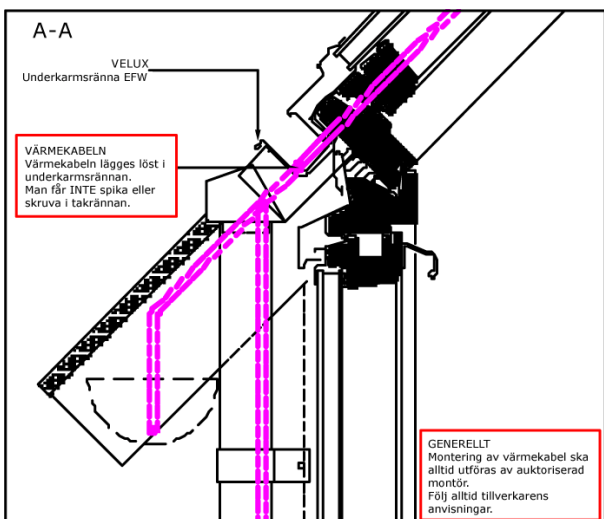 A-A
VELUX
Underkarmsränna EFW
VÄRMEKABELN
Värmekabeln lägges löst i
underkarmsrännan.
Man får INTE spika eller
skruva i takrännan.
GENERELLT
Montering av värmekabel ska
alltid utföras av auktoriserad
montör.
Följ alltid tillverkarens
anvisningar.